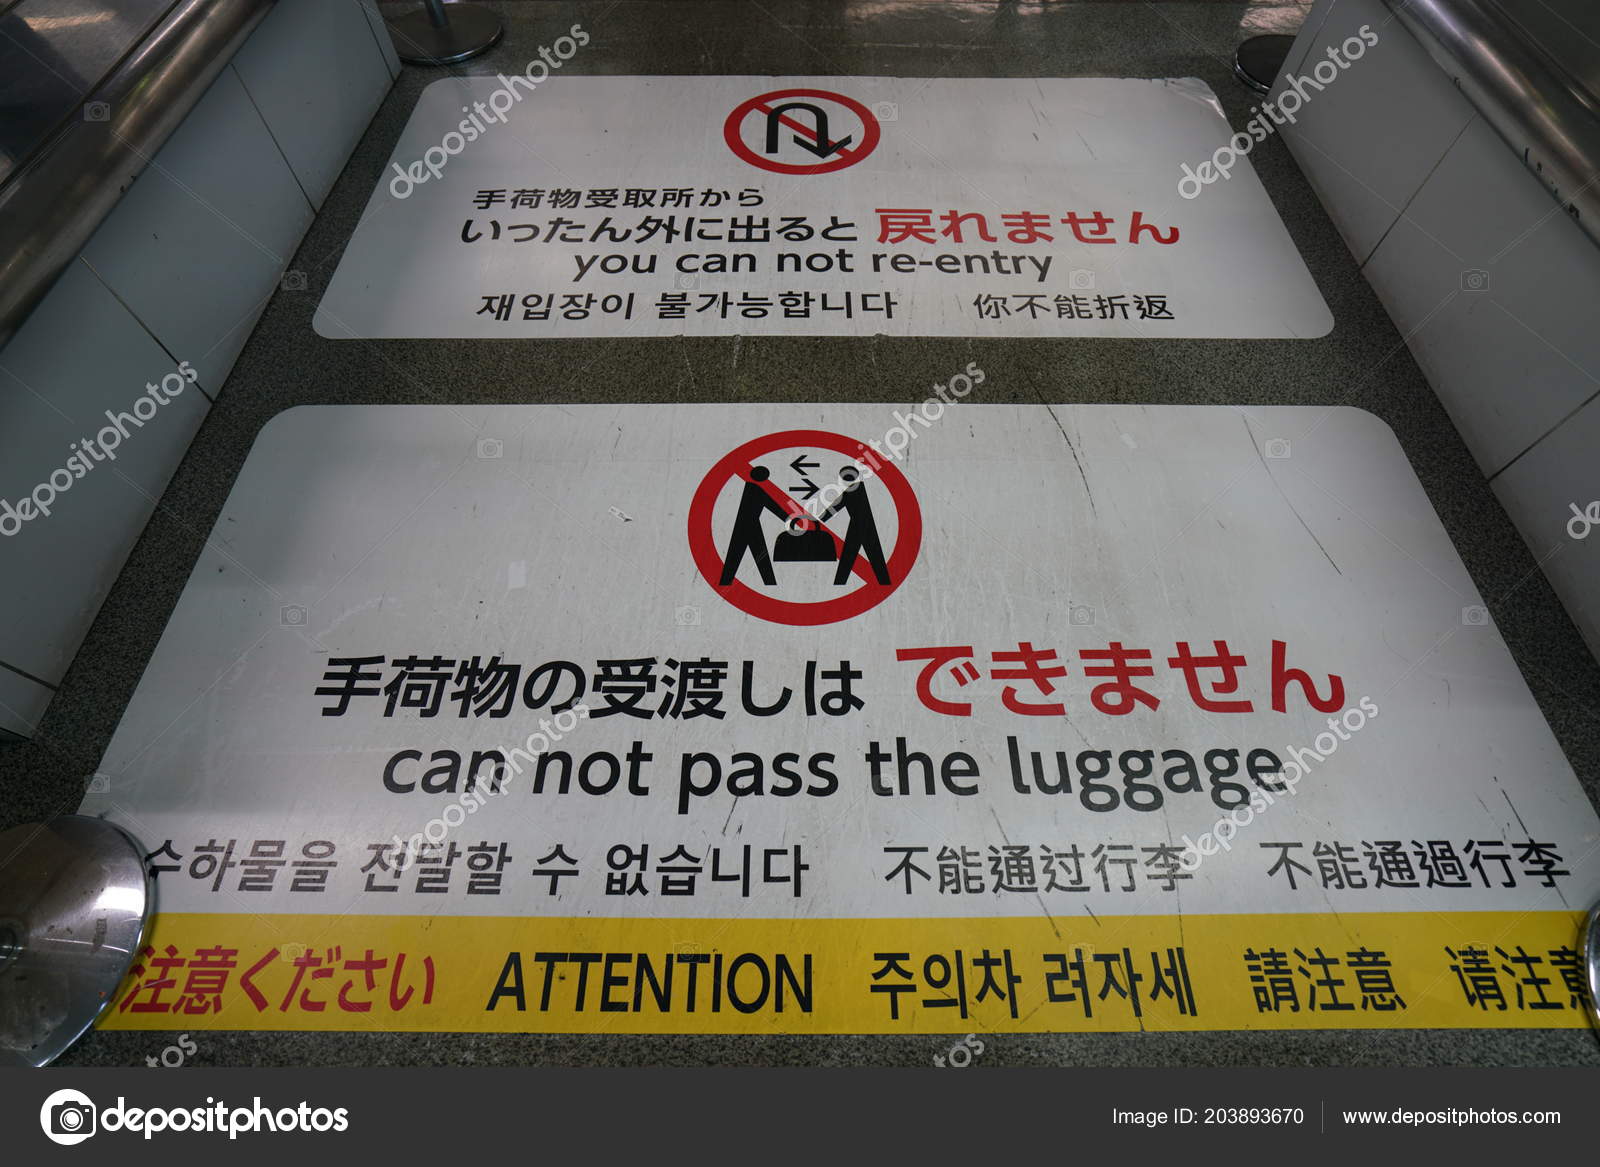 手荷物受取所から
いったん外に出ると 戻れません
you can not re-entry
재입장이 불가능합니다 你不能折返
手荷物の受渡しは できません
can not pass the luggage
수하물을 전달할 수 없습니다 不能通过行李 不能通過行李
注意ください ATTENTION 주의차 려자세 請注意 请注意
depositphotos
Image ID: 203893670 www.depositphotos.com